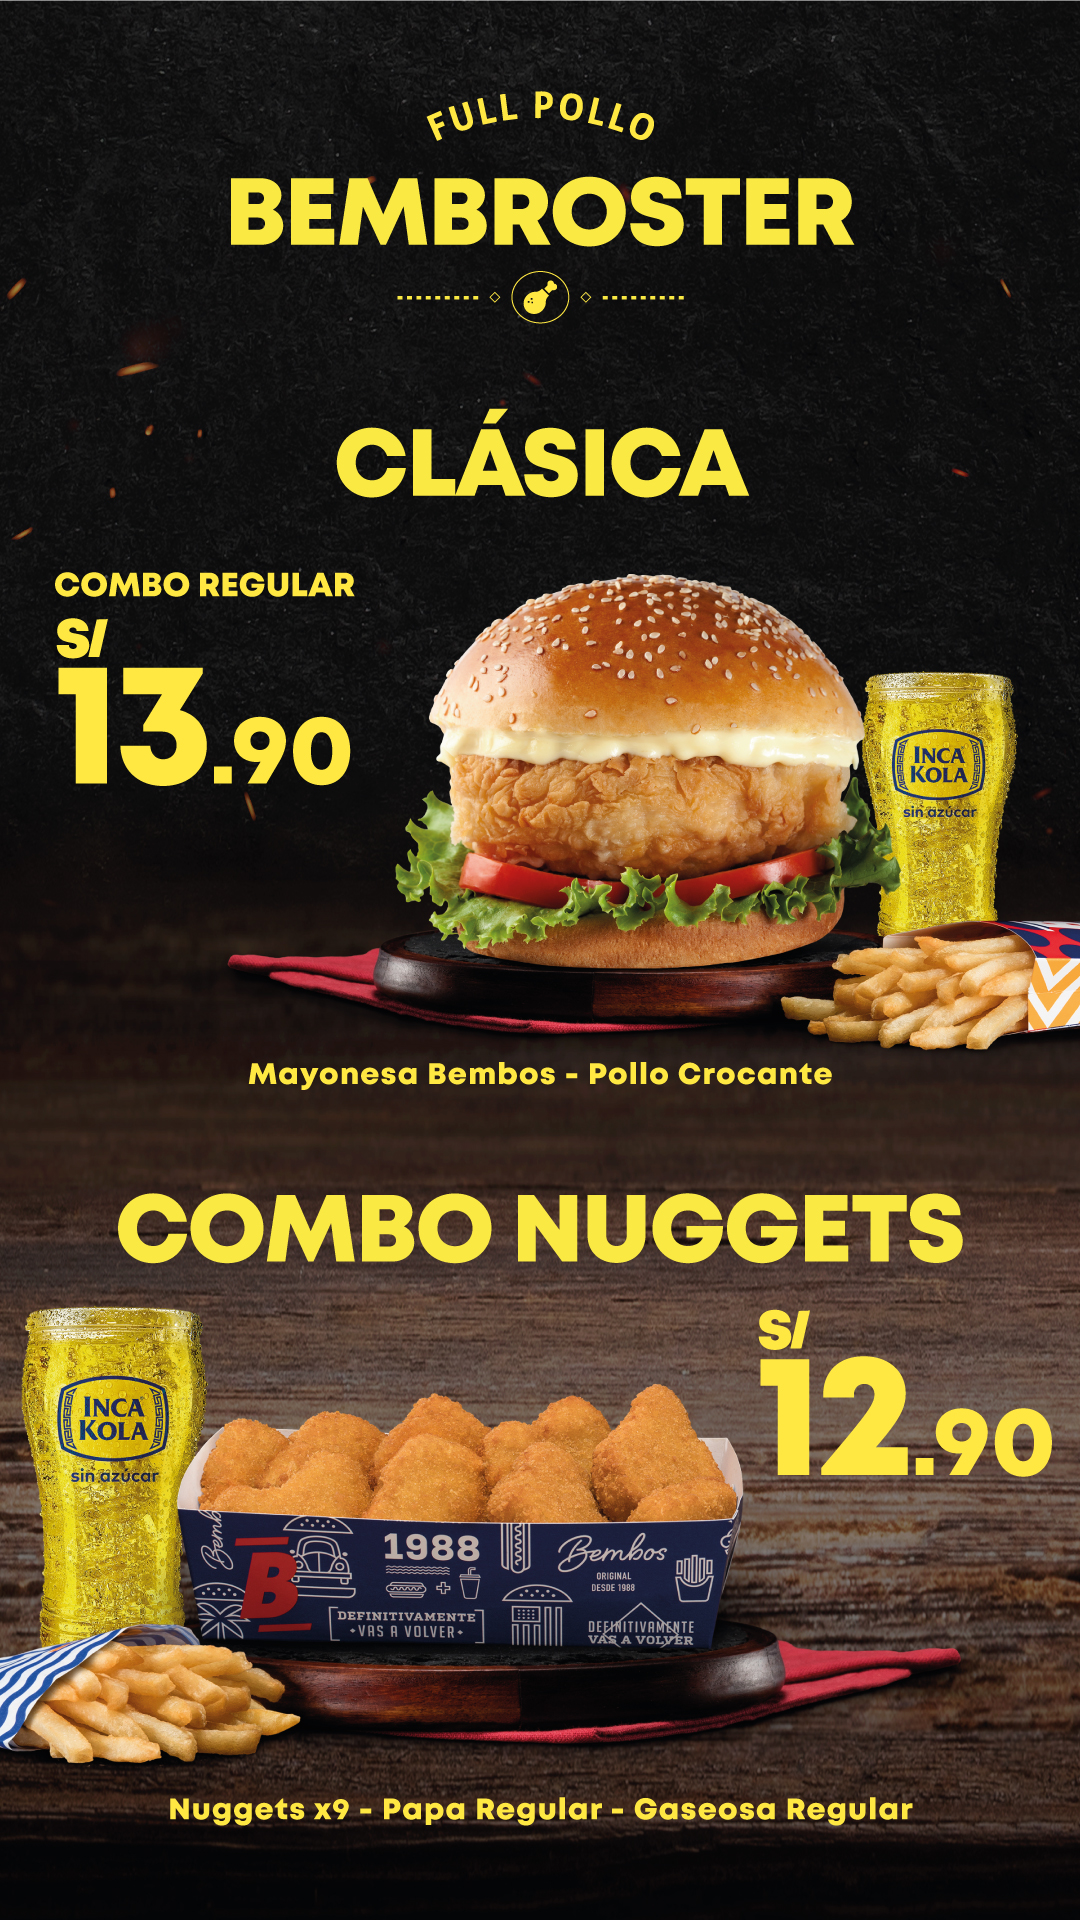 FULL POLLO
BEMBROSTER
CLÁSICA
COMBO REGULAR
S/
13.90
INCA
KOLA
sin azúcar
Mayonesa Bembos - Pollo Crocante
COMBO NUGGETS
S/
12.90
INCA
KOLA
sin azúcar
Bemb
B
1988
Bembos
ORIGINAL
DESDE 1988
DEFINITIVAMENTE
VAS A VOLVER
DEFINITIVAMENTE
VAS A VOLVER
Nuggets x9 - Papa Regular - Gaseosa Regular